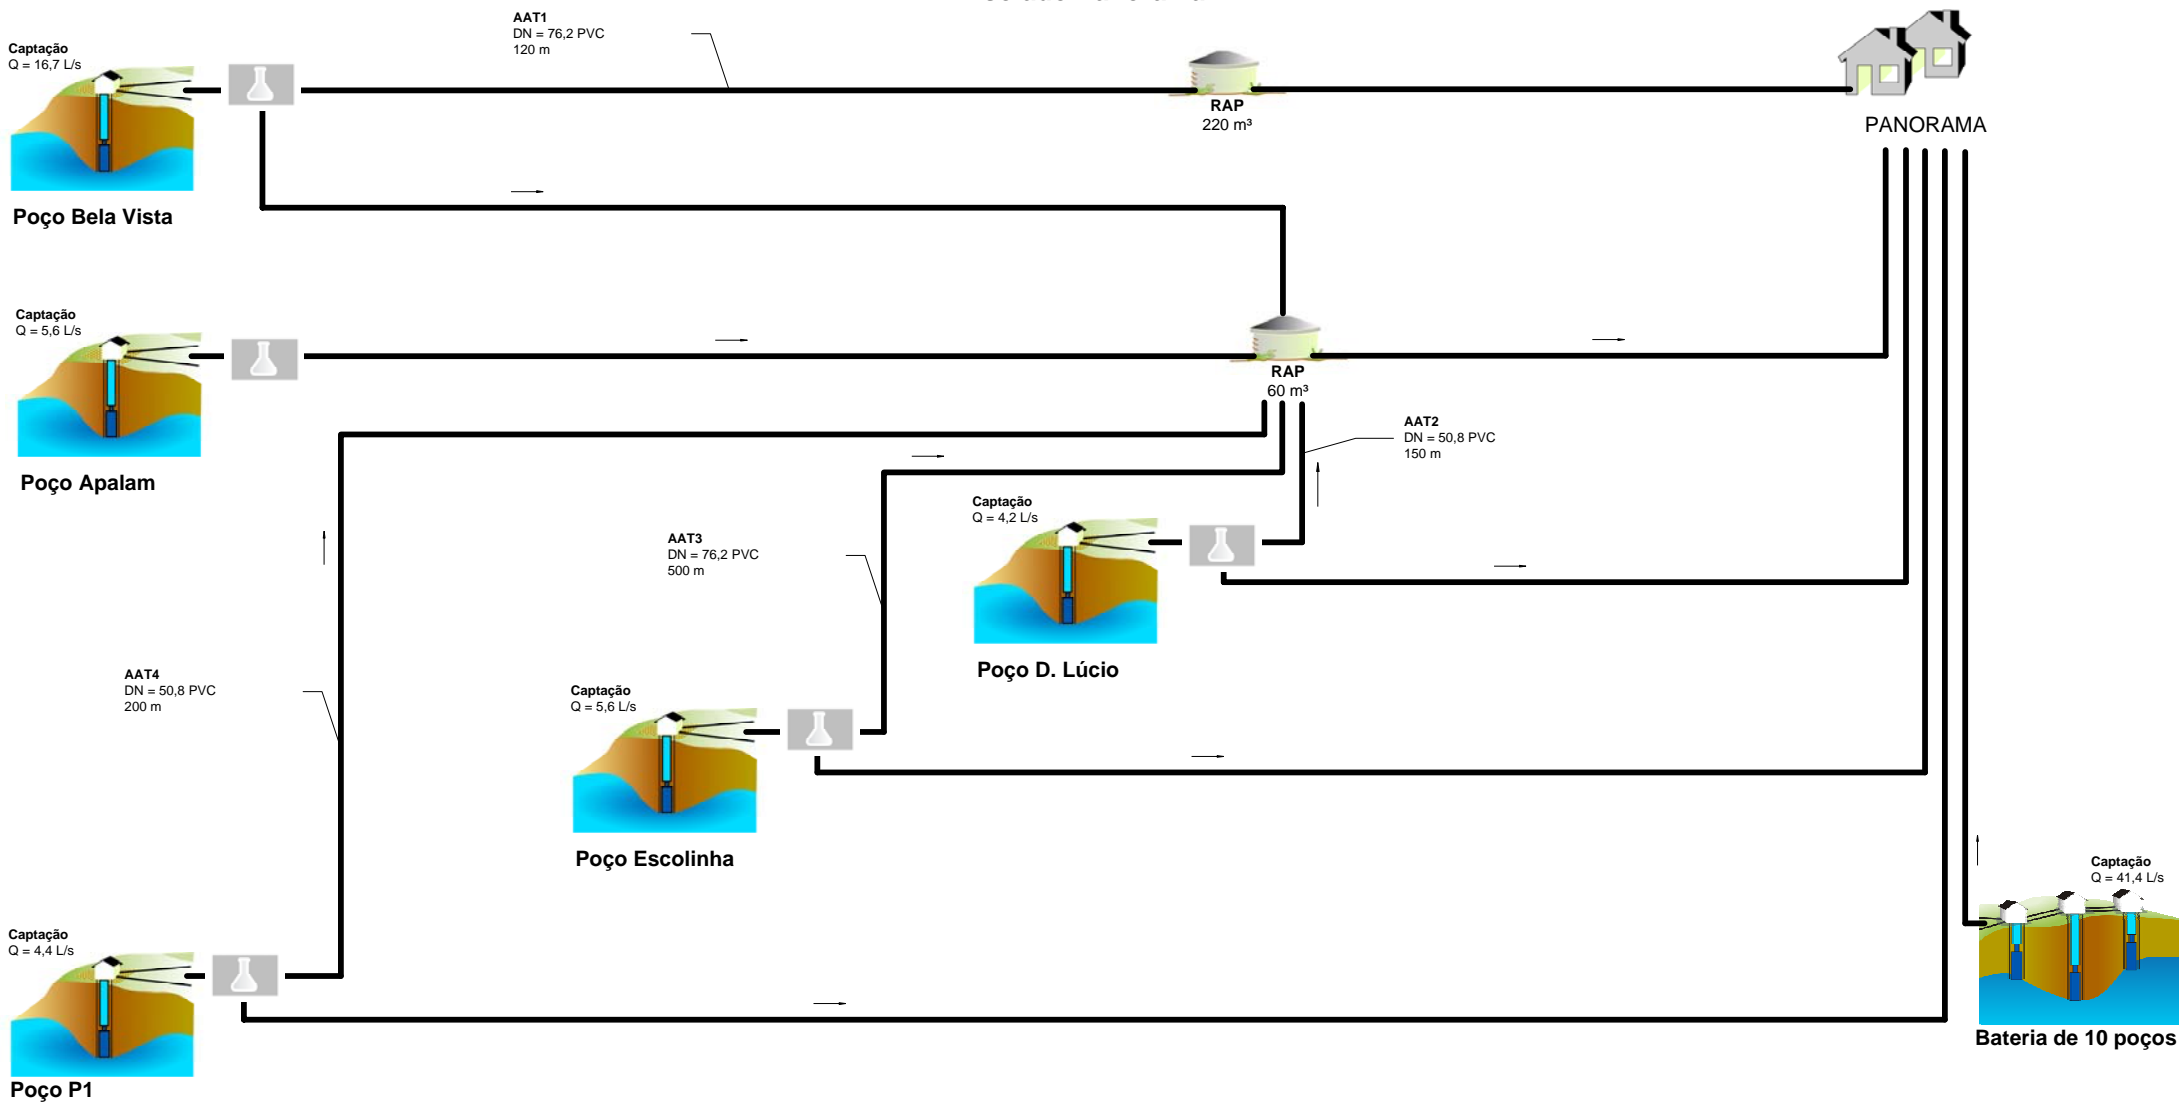 AAT1
DN = 76,2 PVC
120 m
Captação
Q = 16,7 L/s
RAP
220 m³
PANORAMA
Poço Bela Vista
Captação
Q = 5,6 L/s
RAP
60 m³
Poço Apalam
AAT2
DN = 50,8 PVC
150 m
Captação
Q = 4,2 L/s
AAT3
DN = 76,2 PVC
500 m
Poço D. Lúcio
AAT4
DN = 50,8 PVC
200 m
Captação
Q = 5,6 L/s
Poço Escolinha
Captação
Q = 41,4 L/s
Captação
Q = 4,4 L/s
Bateria de 10 poços
Poço P1